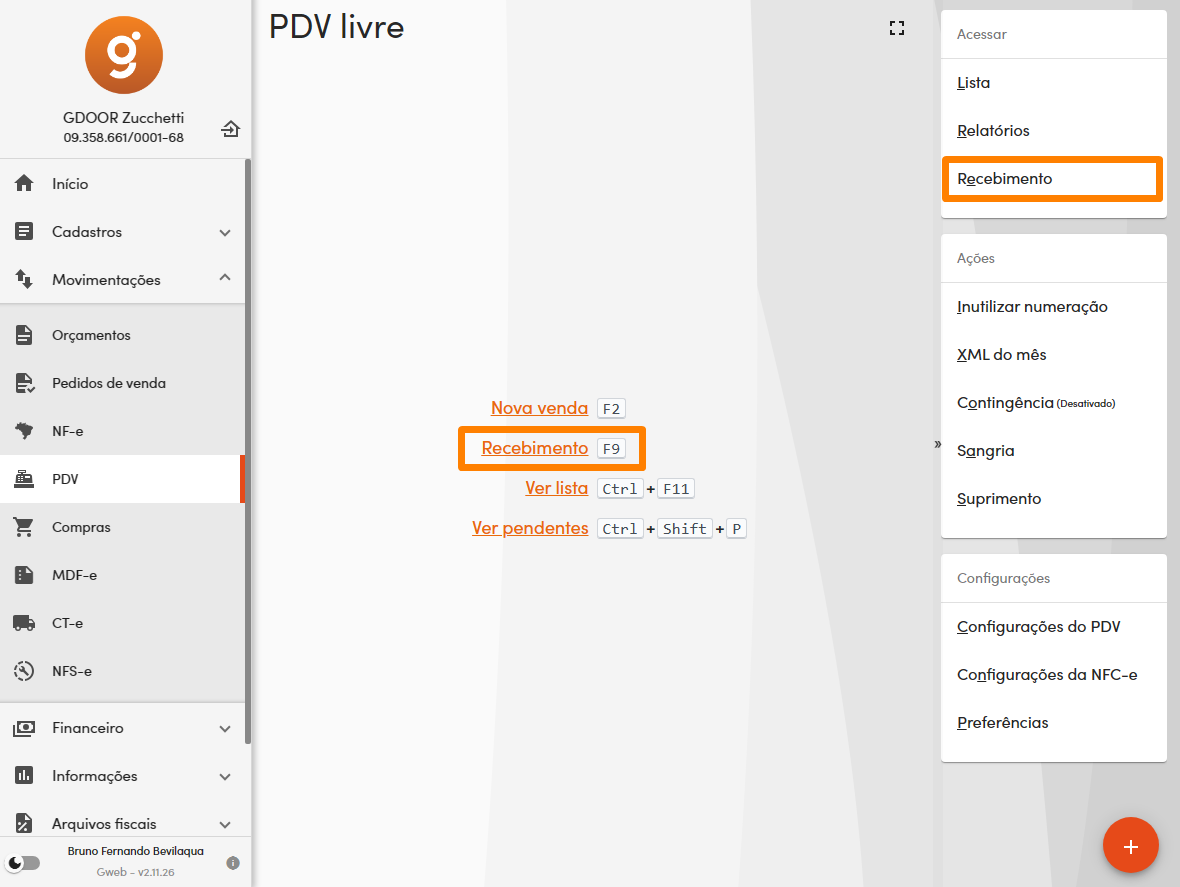 g
GDOOR Zucchetti
09.358.661/0001-68
Início
Cadastros
Movimentações
Orçamentos
Pedidos de venda
NF-e
PDV
Compras
MDF-e
CT-e
NFS-e
Financeiro
Informações
Arquivos fiscais
Bruno Fernando Bevilaqua
Gweb - v2.11.26
PDV livre
Nova venda F2
Recebimento F9
Ver lista Ctrl + F11
Ver pendentes Ctrl + Shift + P
»
Acessar
Lista
Relatórios
Recebimento
Ações
Inutilizar numeração
XML do mês
Contingência (Desativado)
Sangria
Suprimento
Configurações
Configurações do PDV
Configurações da NFC-e
Preferências
+